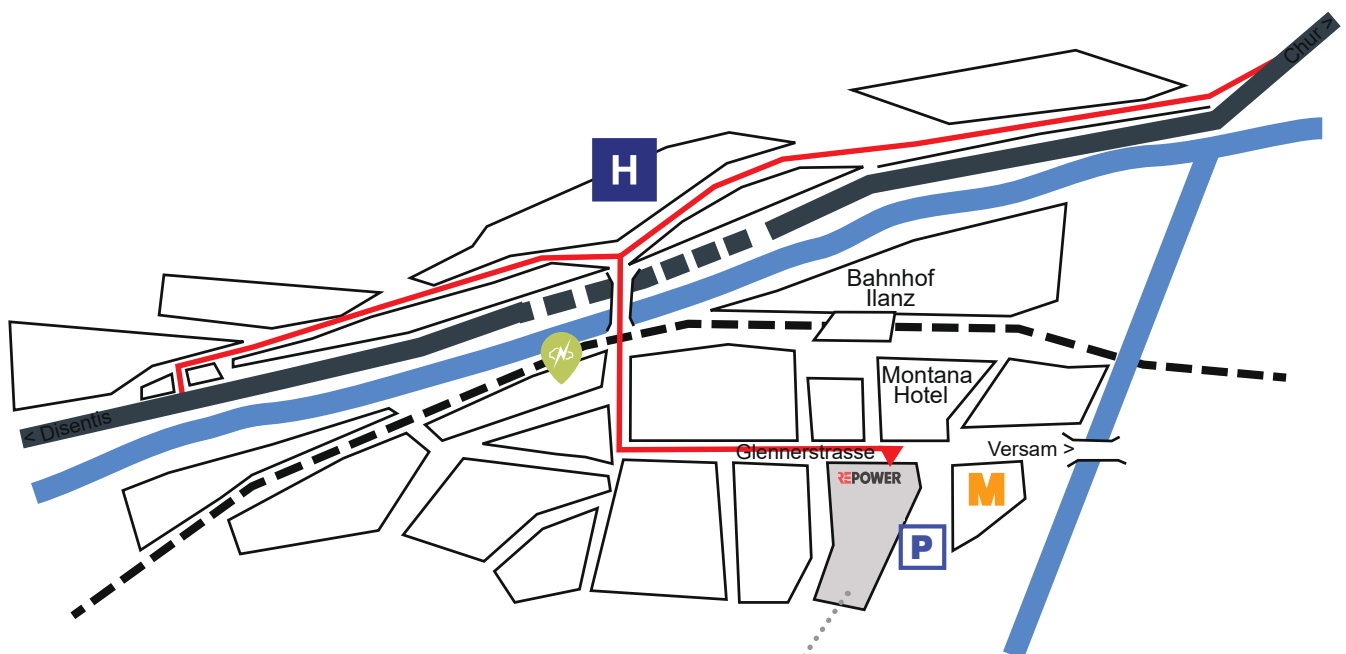 Chur >
H
Bahnhof
Ilanz
Montana
Hotel
< Disentis
Glennerstrasse
Versam >
REPOWER
M
P